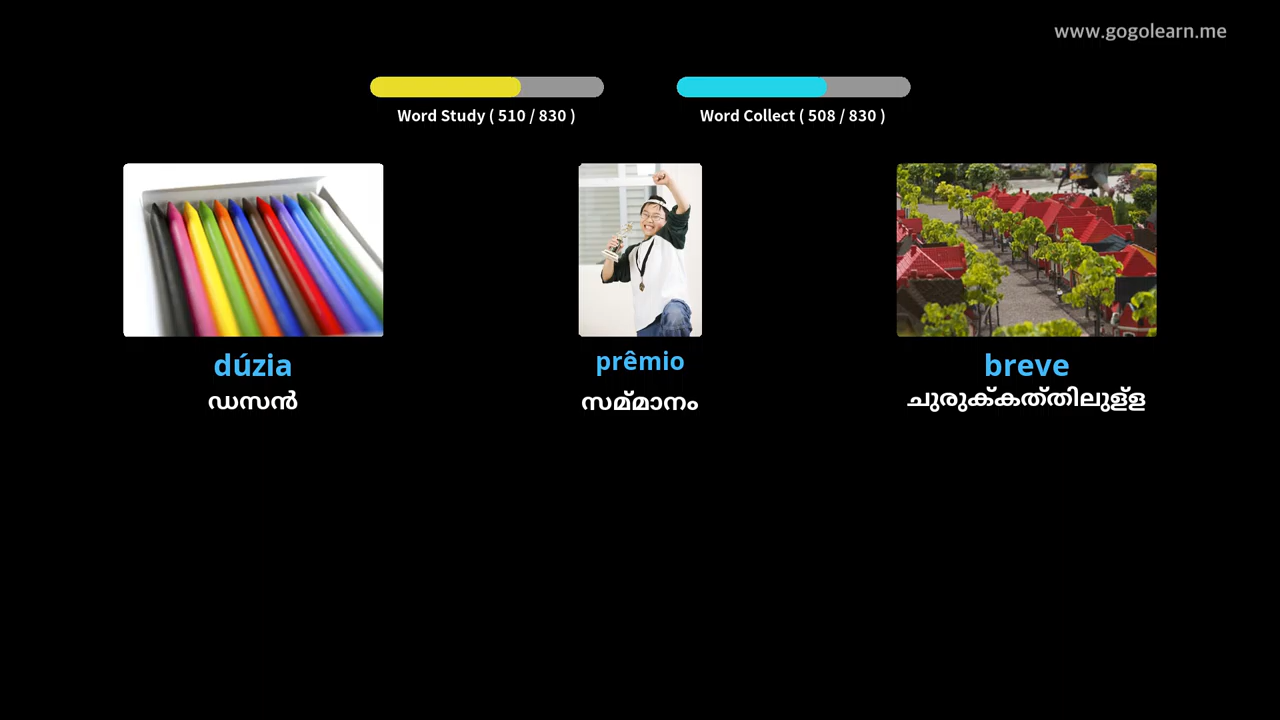 www.gogolearn.me
Word Study ( 510 / 830 )
Word Collect ( 508 / 830 )
dúzia
prêmio
breve
ഡസൻ
സമ്മാനം
ചുരുക്കത്തിലുള്ള